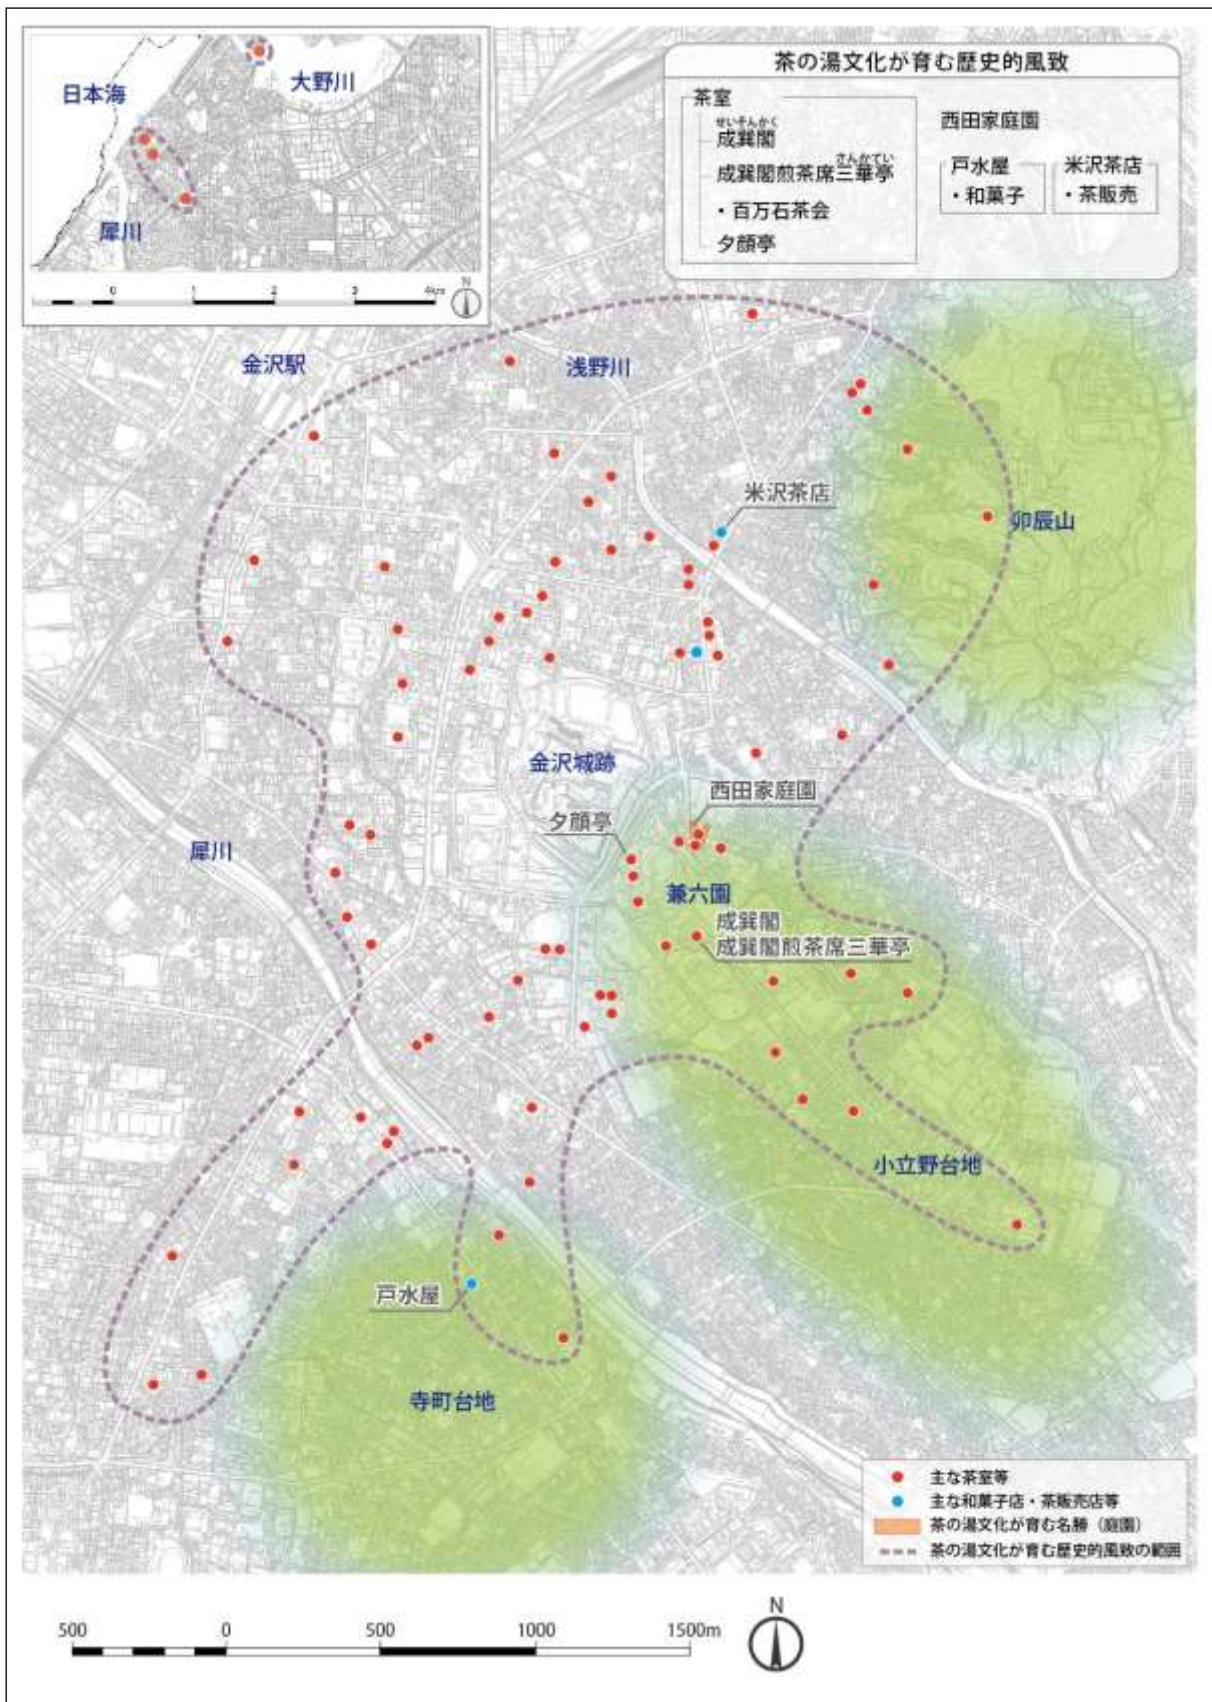 日本海
大野川
犀川
0 1 2 3 4km
N
茶の湯文化が育む歴史的風致
茶室
せいそんかく
成巽閣
さんかてい
成巽閣煎茶席三華亭
・百万石茶会
夕顔亭
西田家庭園
戸水屋
・和菓子
米沢茶店
・茶販売
金沢駅
浅野川
米沢茶店
卯辰山
金沢城跡
西田家庭園
夕顔亭
犀川
兼六園
成巽閣
成巽閣煎茶席三華亭
小立野台地
戸水屋
寺町台地
主な茶室等
主な和菓子店・茶販売店等
茶の湯文化が育む名勝（庭園）
茶の湯文化が育む歴史的風致の範囲
500 0 500 1000 1500m
N